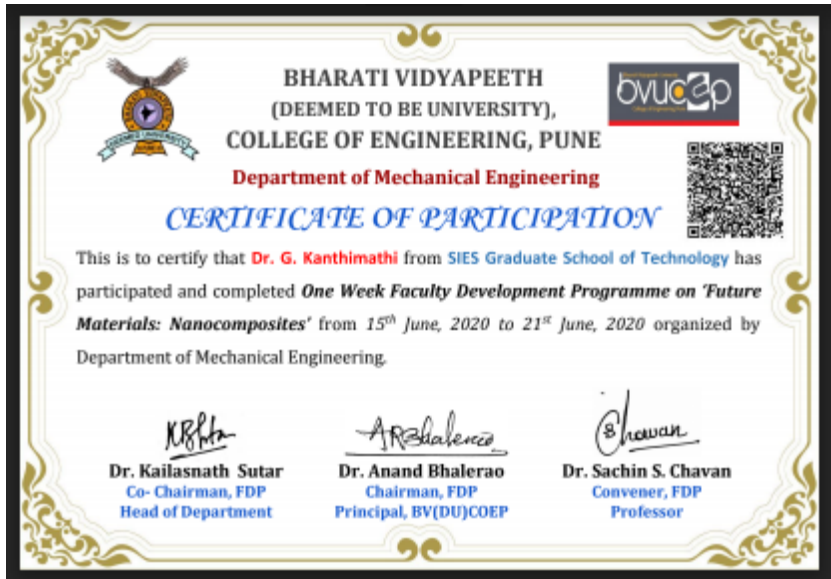 BHARATI VIDYAPEETH
(DEEMED TO BE UNIVERSITY),
COLLEGE OF ENGINEERING, PUNE
bvucoep
Department of Mechanical Engineering
CERTIFICATE OF PARTICIPATION
This is to certify that Dr. G. Kanthimathi from SIES Graduate School of Technology has
participated and completed One Week Faculty Development Programme on ‘Future
Materials: Nanocomposites’ from 15th June, 2020 to 21st June, 2020 organized by
Department of Mechanical Engineering.
Dr. Kailasnath Sutar
Co- Chairman, FDP
Head of Department
ARBhalerao
Dr. Anand Bhalerao
Chairman, FDP
Principal, BV(DU)COEP
Chavan
Dr. Sachin S. Chavan
Convener, FDP
Professor